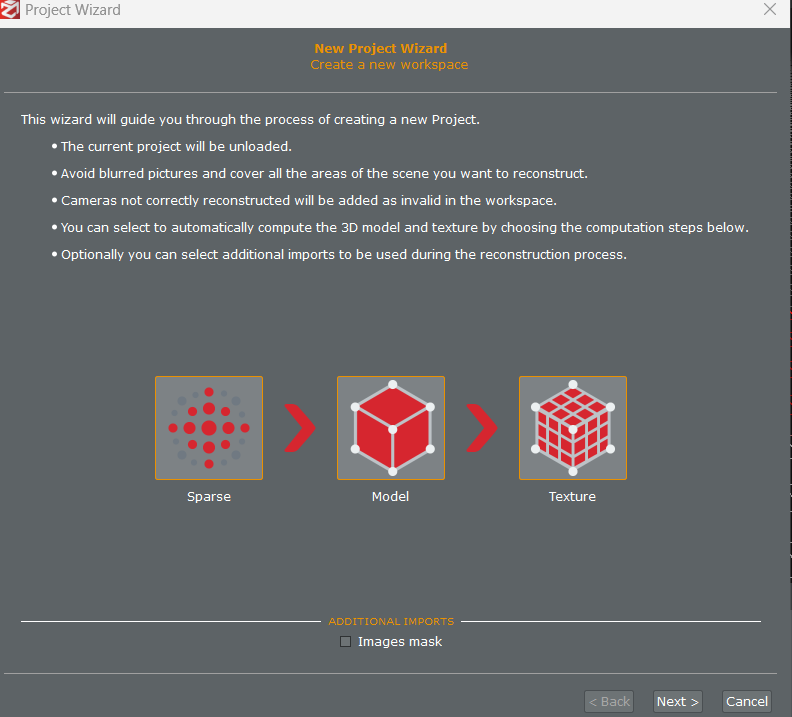 Project Wizard
New Project Wizard
Create a new workspace
This wizard will guide you through the process of creating a new Project.
• The current project will be unloaded.
• Avoid blurred pictures and cover all the areas of the scene you want to reconstruct.
• Cameras not correctly reconstructed will be added as invalid in the workspace.
• You can select to automatically compute the 3D model and texture by choosing the computation steps below.
• Optionally you can select additional imports to be used during the reconstruction process.
Sparse Model Texture
ADDITIONAL IMPORTS
Images mask
< Back Next > Cancel